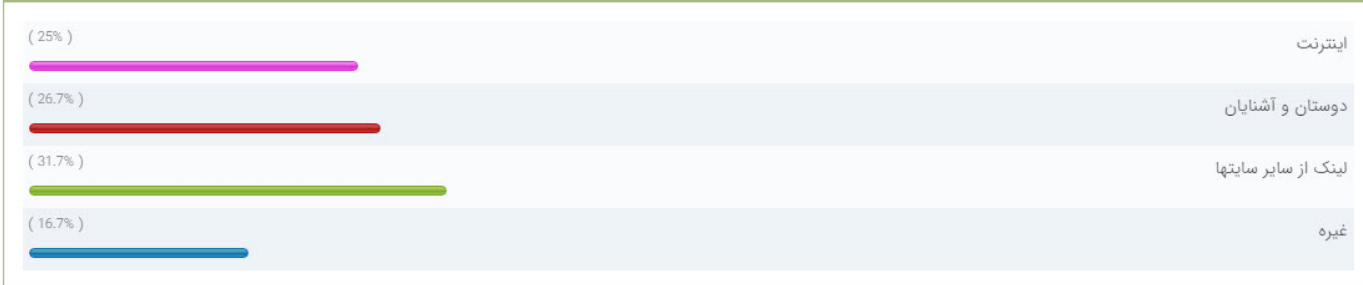 اینترنت
( 25% )
دوستان و آشنایان
( 26.7% )
لینک از سایر سایتها
( 31.7% )
غیره
( 16.7% )